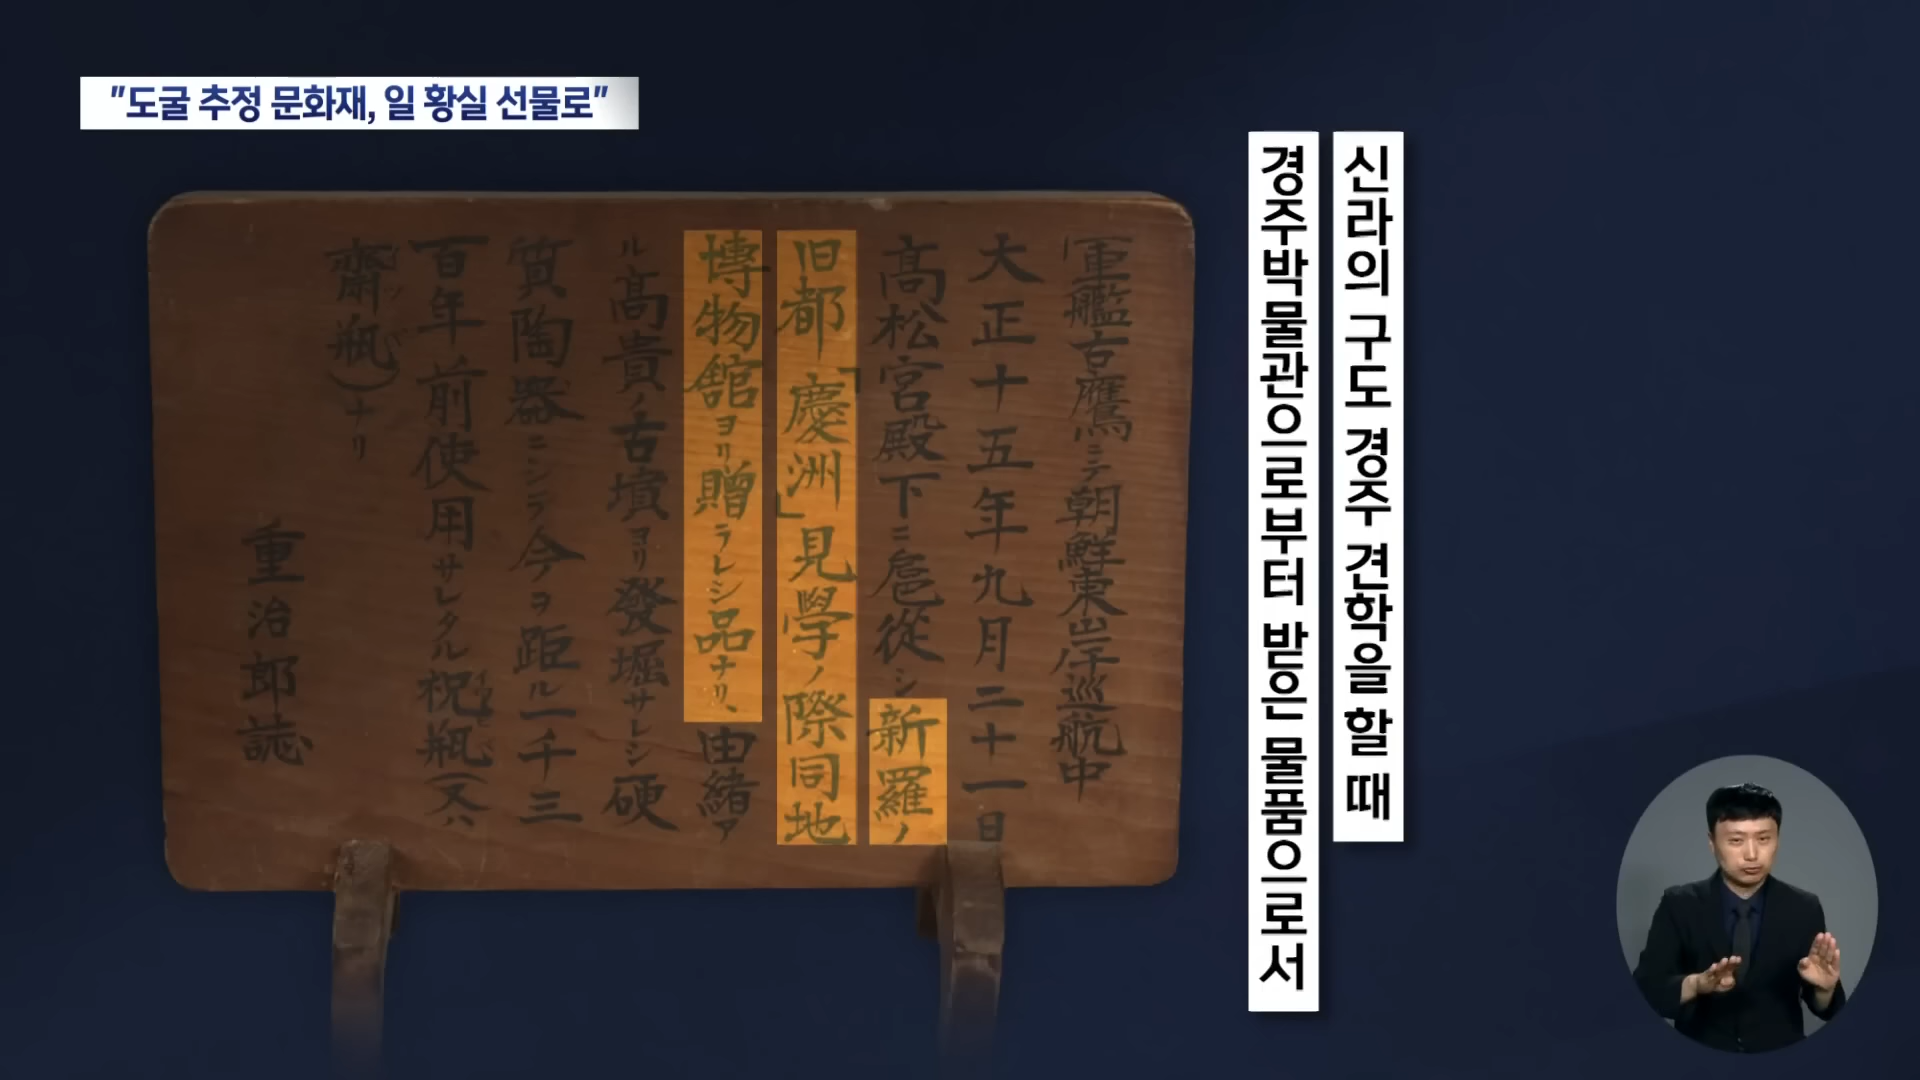 "도굴 추정 문화재, 일 황실 선물로"
軍艦古鷹ニテ朝鮮東岸巡航中
大正十五年九月二十一日
高松宮殿下ニ扈從シ新羅ノ
旧都「慶洲」見學ノ際同地
博物館ヨリ贈ラレシ品ナリ、由緒ア
ル高貴ノ古墳ヨリ發堀サレシ硬
質陶器ニシテ今ヲ距ル一千三
百年前使用サレタル祝瓶(又ハ
齋瓶)ナリ
重治郎誌
신라의 구도 경주 견학을 할 때
경주박물관으로부터 받은 물품으로서